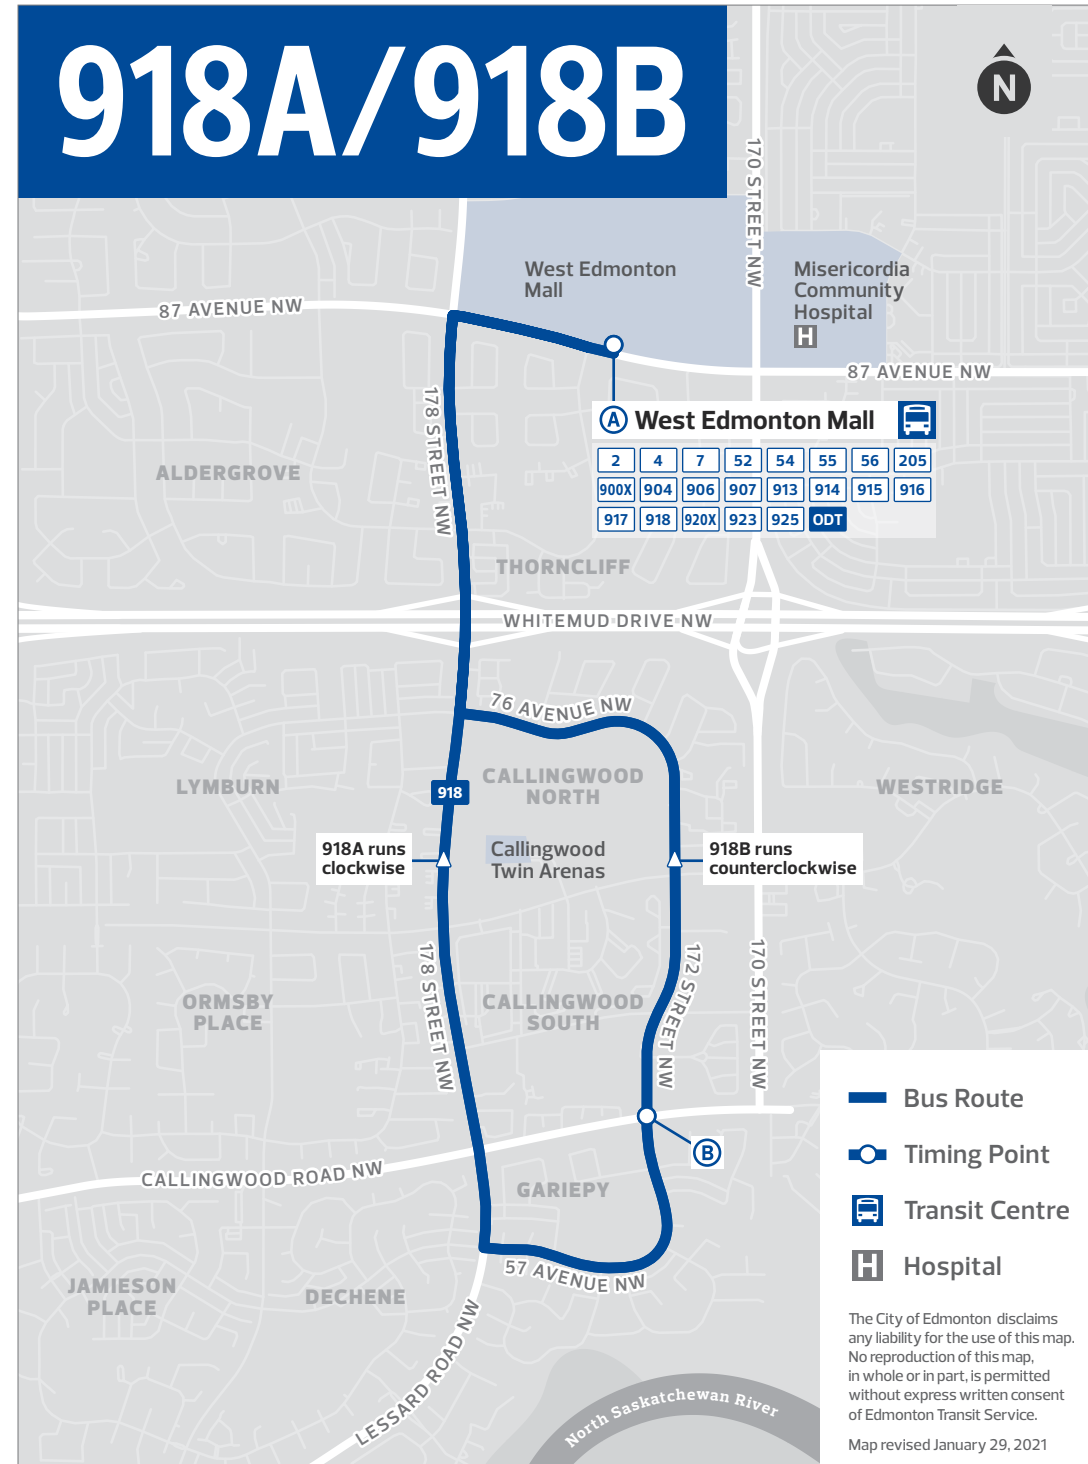 918A/918B
N
170 STREET NW
West Edmonton
Mall
Misericordia
Community
Hospital
H
87 AVENUE NW
87 AVENUE NW
178 STREET NW
A West Edmonton Mall
2 4 7 52 54 55 56 205
900X 904 906 907 913 914 915 916
917 918 920X 923 925 ODT
ALDERGROVE
THORNCLIFF
WHITEMUD DRIVE NW
76 AVENUE NW
LYMBURN
918
CALLINGWOOD
NORTH
WESTRIDGE
918A runs
clockwise
Callingwood
Twin Arenas
918B runs
counterclockwise
178 STREET NW
172 STREET NW
170 STREET NW
ORMSBY
PLACE
CALLINGWOOD
SOUTH
B
CALLINGWOOD ROAD NW
GARIEPY
57 AVENUE NW
JAMIESON
PLACE
DECHENE
LESSARD ROAD NW
North Saskatchewan River
Bus Route
Timing Point
Transit Centre
H Hospital
The City of Edmonton disclaims
any liability for the use of this map.
No reproduction of this map,
in whole or in part, is permitted
without express written consent
of Edmonton Transit Service.
Map revised January 29, 2021